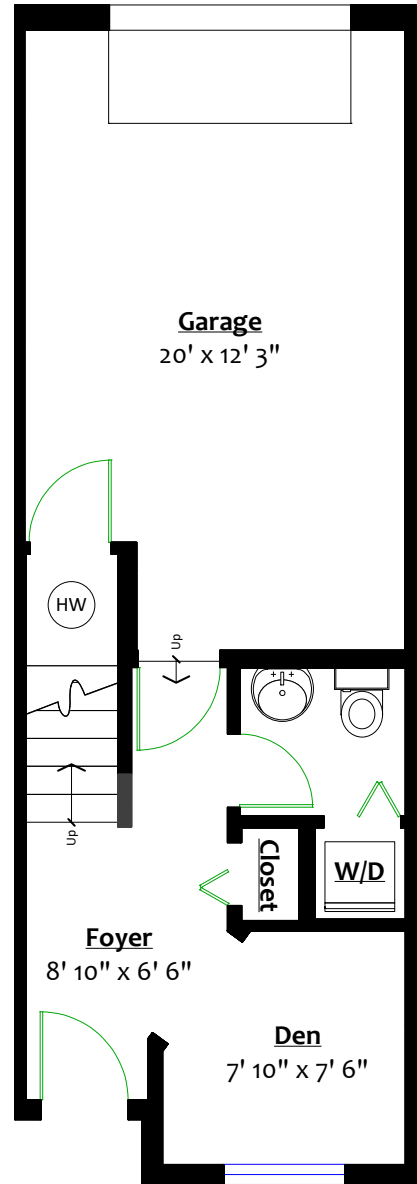 Garage
20' x 12' 3"
HW
Up
Up
Closet
W/D
Foyer
8' 10" x 6' 6"
Den
7' 10" x 7' 6"